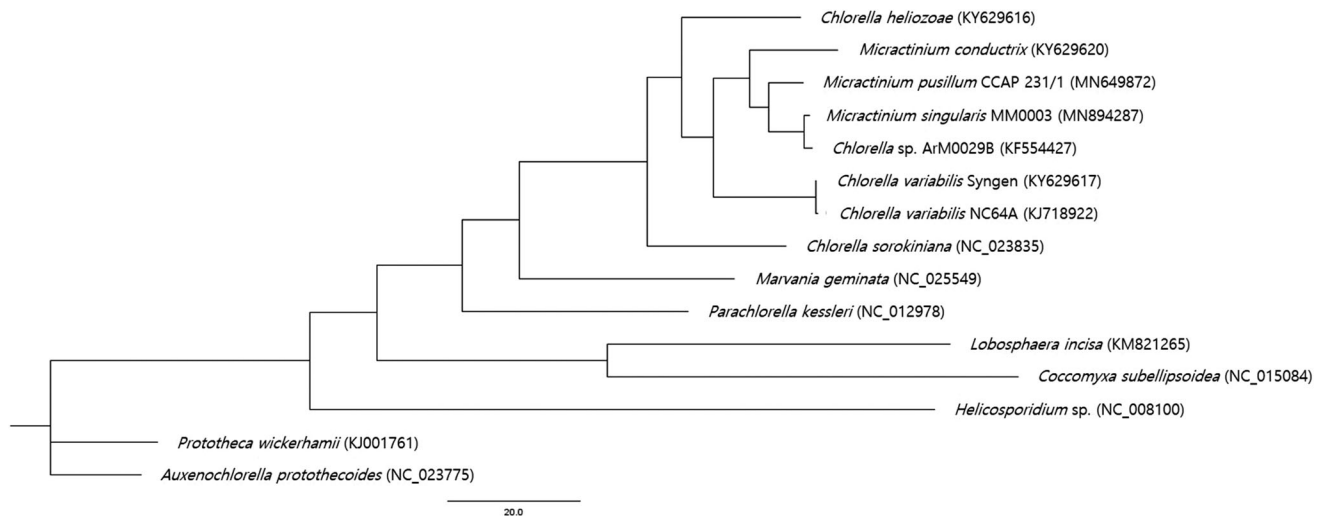 Chlorella heliozoae (KY629616)
Micractinium conductrix (KY629620)
Micractinium pusillum CCAP 231/1 (MN649872)
Micractinium singularis MM0003 (MN894287)
Chlorella sp. ArM0029B (KF554427)
Chlorella variabilis Syngen (KY629617)
Chlorella variabilis NC64A (KJ718922)
Chlorella sorokiniana (NC_023835)
Marvania geminata (NC_025549)
Parachlorella kessleri (NC_012978)
Lobosphaera incisa (KM821265)
Coccomyxa subellipsoidea (NC_015084)
Helicosporidium sp. (NC_008100)
Prototheca wickerhamii (KJ001761)
Auxenochlorella protothecoides (NC_023775)
20.0